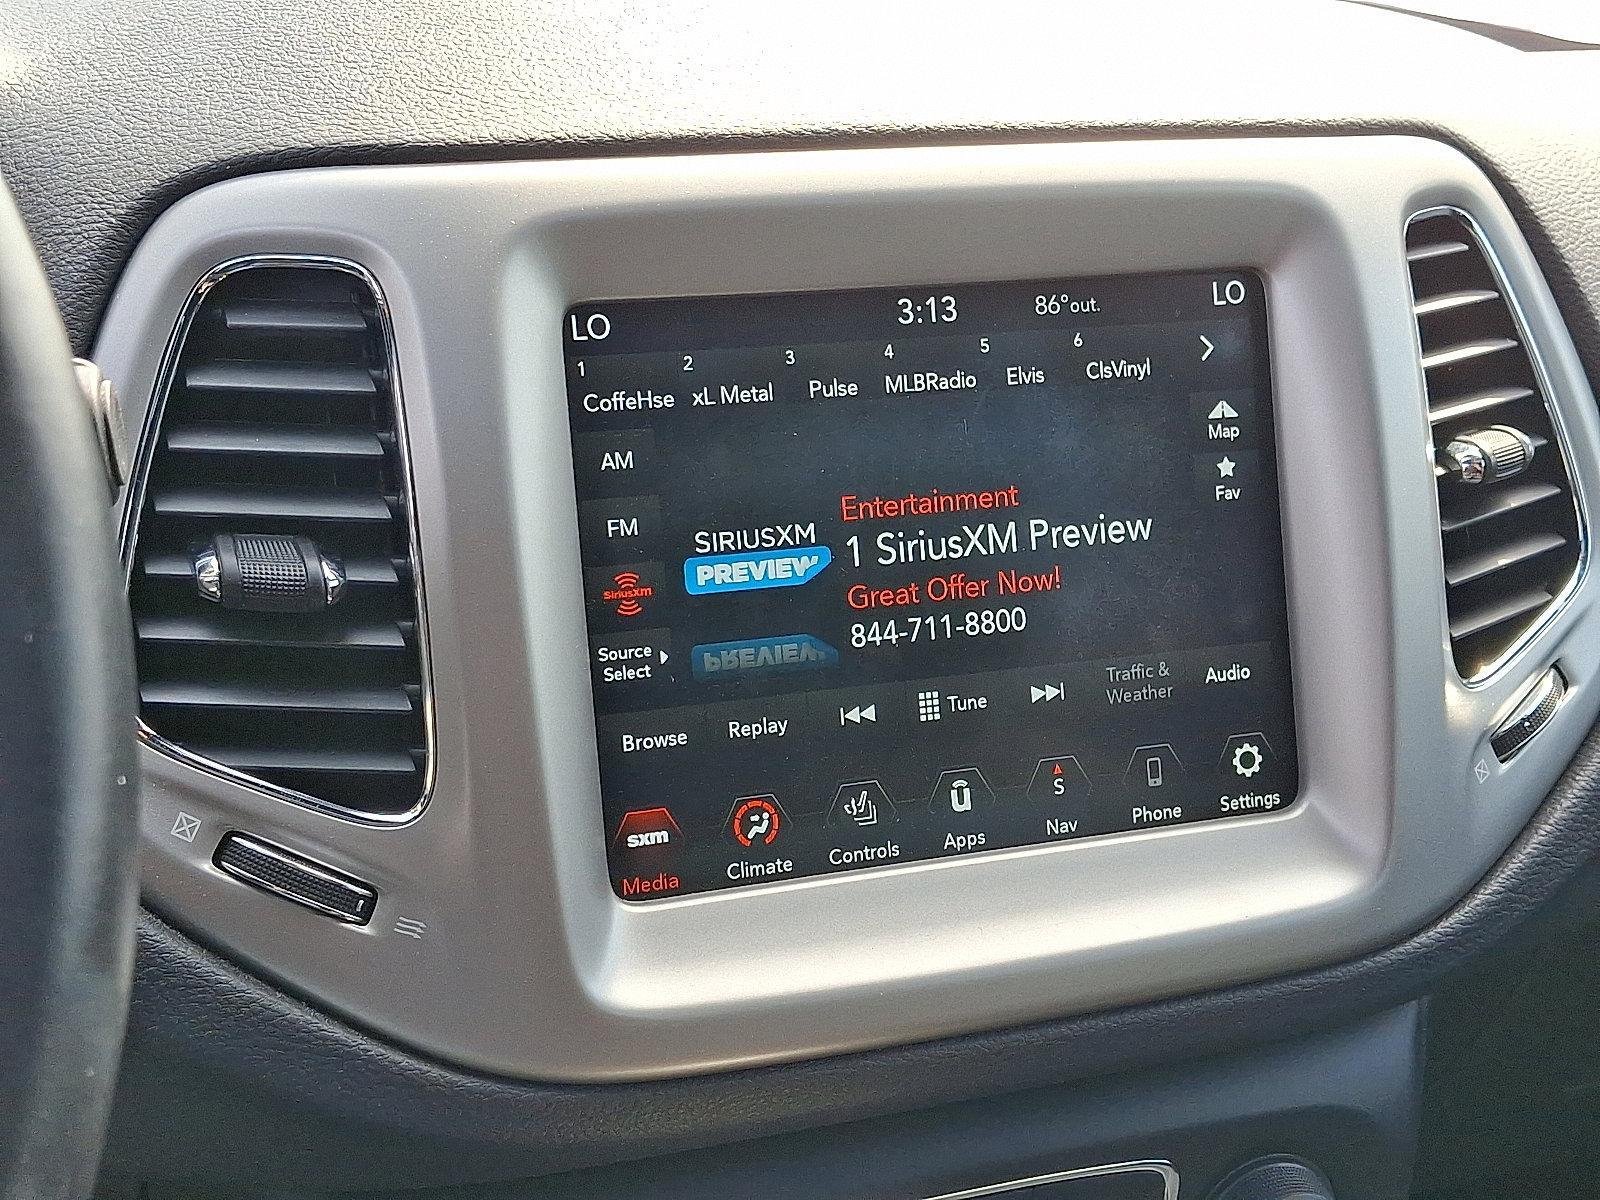 LO 3:13 86° out. LO
1 2 3 4 5 6
CoffeHse xL Metal Pulse MLBRadio Elvis ClsVinyl
Map
AM
Fav
FM
Entertainment
SIRIUSXM
PREVIEW
1 SiriusXM Preview
SiriusXM
Great Offer Now!
844-711-8800
Source
Select
PREVIEW
Browse Replay Tune
Traffic &
Weather
Audio
sxm
S
Media Climate Controls Apps Nav Phone Settings